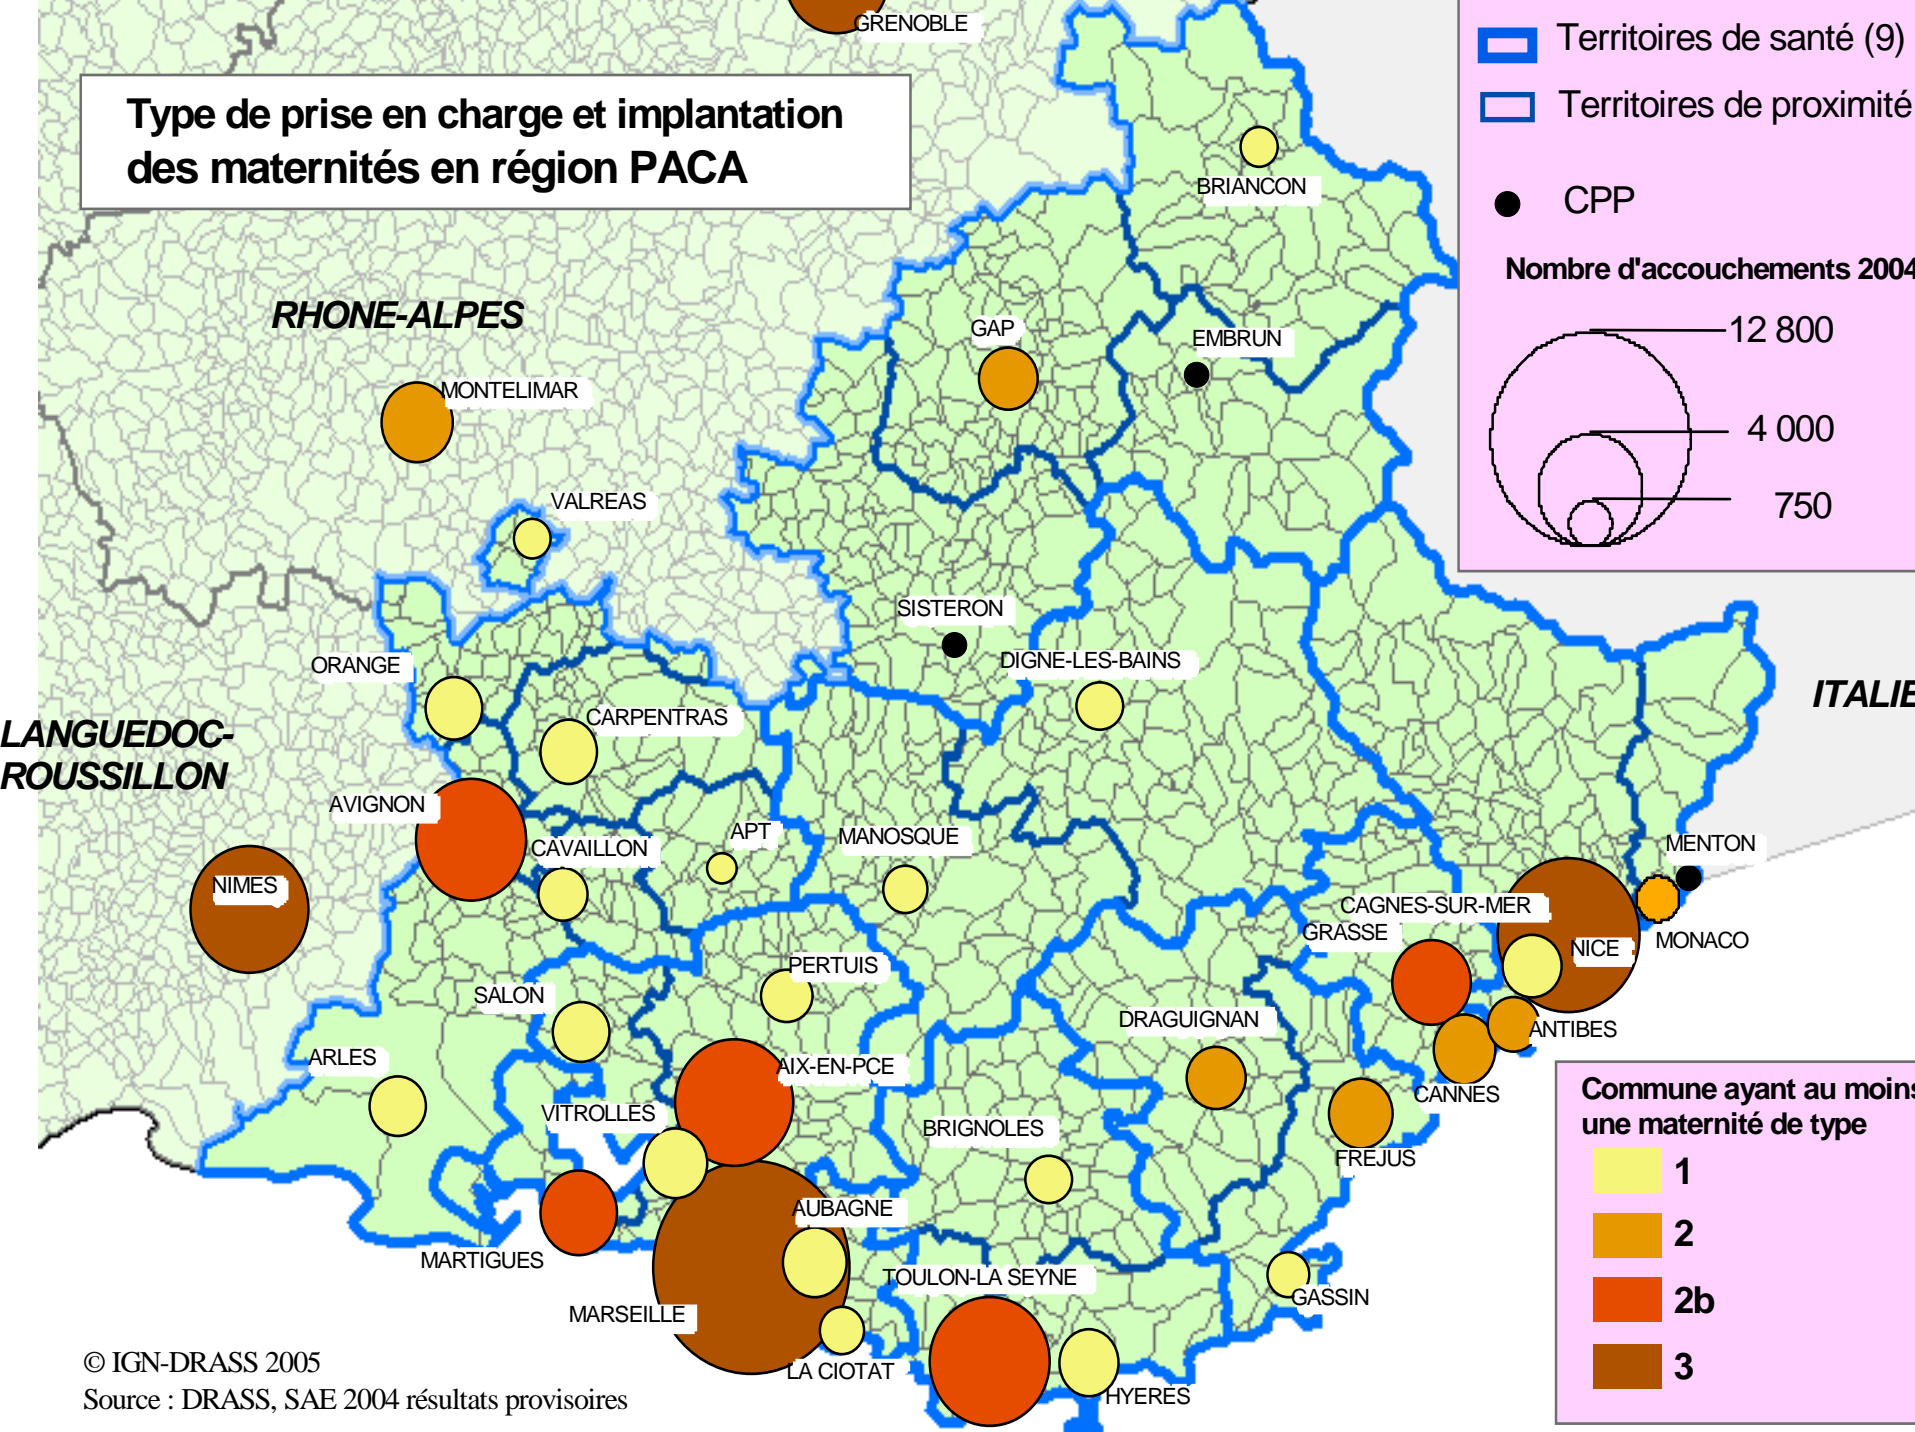 GRENOBLE
Territoires de santé (9)
Territoires de proximité
Type de prise en charge et implantation
des maternités en région PACA
BRIANCON
CPP
Nombre d'accouchements 2004
RHONE-ALPES
12 800
GAP
EMBRUN
MONTELIMAR
4 000
VALREAS
750
SISTERON
ORANGE
DIGNE-LES-BAINS
ITALIE
CARPENTRAS
LANGUEDOC-
ROUSSILLON
AVIGNON
CAVAILLON
APT
MANOSQUE
MENTON
NIMES
CAGNES-SUR-MER
GRASSE
NICE
MONACO
PERTUIS
SALON
DRAGUIGNAN
ANTIBES
ARLES
AIX-EN-PCE
CANNES
VITROLLES
BRIGNOLES
FREJUS
Commune ayant au moins
une maternité de type
1
2
2b
3
AUBAGNE
MARTIGUES
TOULON-LA SEYNE
GASSIN
MARSEILLE
LA CIOTAT
HYERES
© IGN-DRASS 2005
Source : DRASS, SAE 2004 résultats provisoires